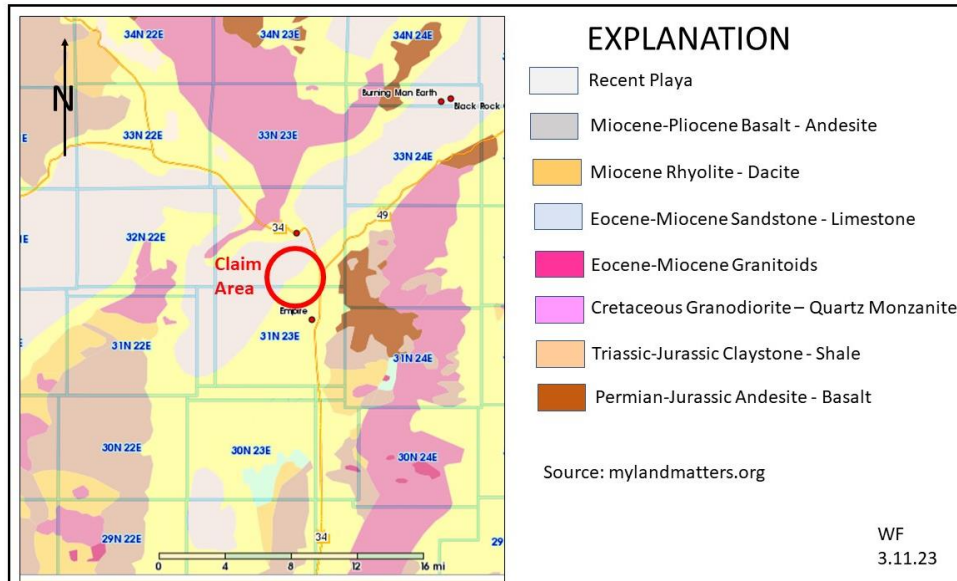 34N 22E
34N 23E
34N 24E
N
Burning Man Earth
Black Rock
33N 22E
33N 23E
33N 24E
49
34
32N 22E
Claim
Area
Empire
31N 23E
31N 22E
31N 24E
30N 22E
30N 23E
30N 24E
29N 22E
34
29
0 4 8 12 16 mi
EXPLANATION
Recent Playa
Miocene-Pliocene Basalt - Andesite
Miocene Rhyolite - Dacite
Eocene-Miocene Sandstone - Limestone
Eocene-Miocene Granitoids
Cretaceous Granodiorite – Quartz Monzanite
Triassic-Jurassic Claystone - Shale
Permian-Jurassic Andesite - Basalt
Source: mylandmatters.org
WF
3.11.23